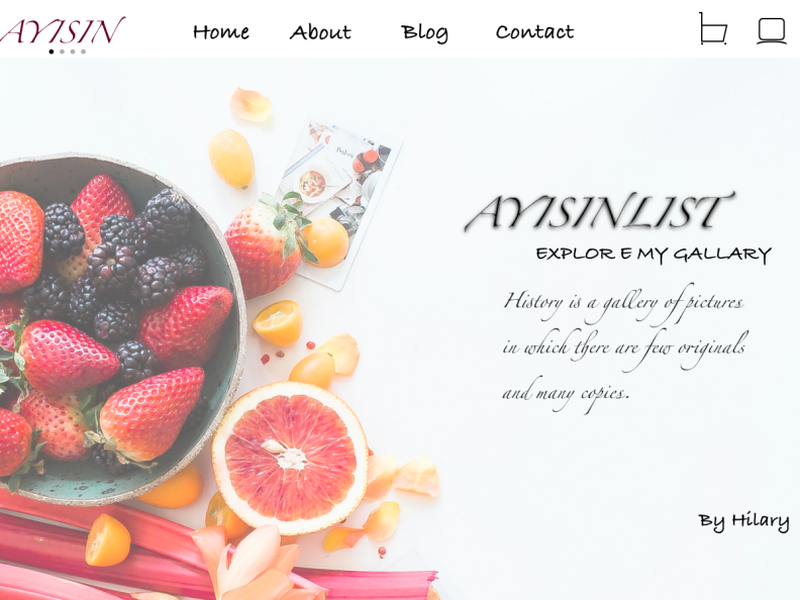 AYISIN
Home About Blog Contact
AYISINLIST
EXPLOR E MY GALLARY
History is a gallery of pictures
in which there are few originals
and many copies.
By Hilary